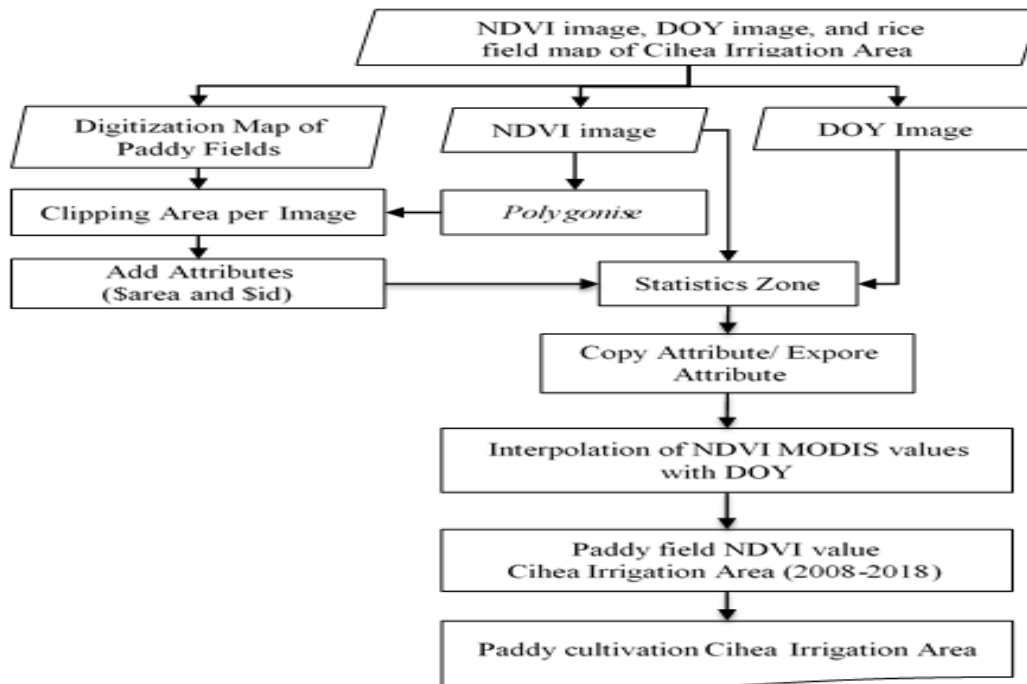 NDVI image, DOY image, and rice
field map of Cihea Irrigation Area
Digitization Map of
Paddy Fields
NDVI image
DOY Image
Clipping Area per Image
Polygonise
Add Attributes
($area and $id)
Statistics Zone
Copy Attribute/ Expore
Attribute
Interpolation of NDVI MODIS values
with DOY
Paddy field NDVI value
Cihea Irrigation Area (2008-2018)
Paddy cultivation Cihea Irrigation Area